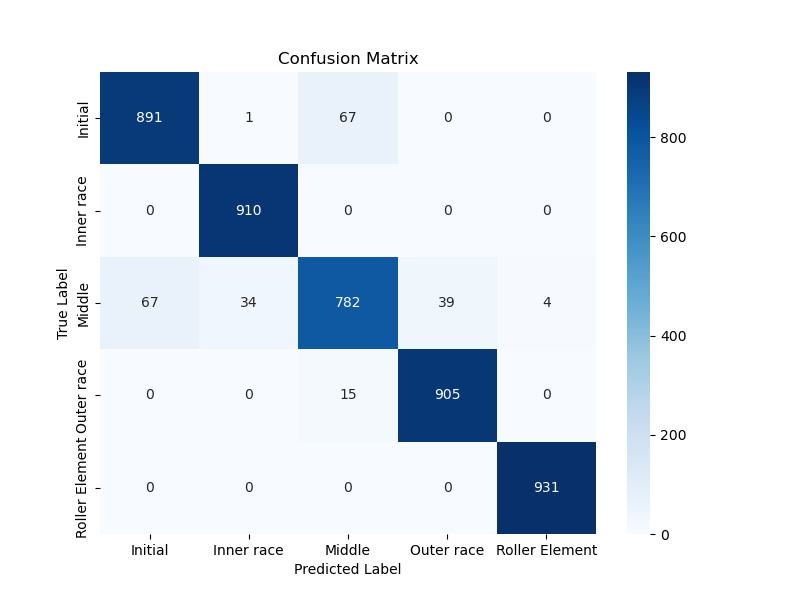 Confusion Matrix
Initial
891 1 67 0 0
800
Inner race
0 910 0 0 0
600
True Label
Middle
67 34 782 39 4
400
Outer race
0 0 15 905 0
200
Roller Element
0 0 0 0 931
0
Initial Inner race Middle Outer race Roller Element
Predicted Label